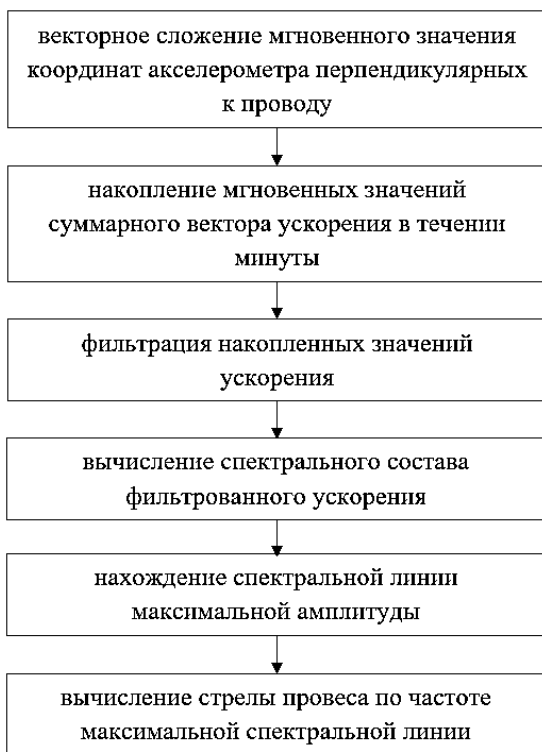 векторное сложение мгновенного значения
координат акселерометра перпендикулярных
к проводу
накопление мгновенных значений
суммарного вектора ускорения в течении
минуты
фильтрация накопленных значений
ускорения
вычисление спектрального состава
фильтрованного ускорения
нахождение спектральной линии
максимальной амплитуды
вычисление стрелы провеса по частоте
максимальной спектральной линии